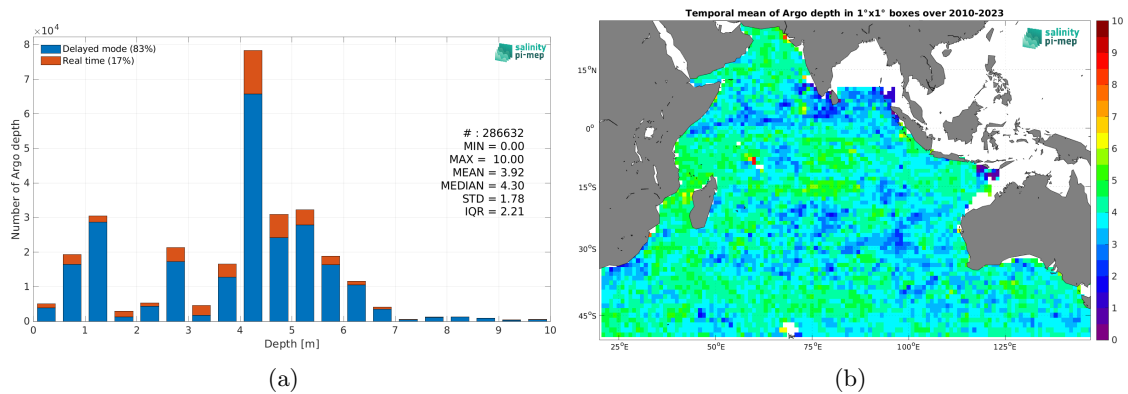 ×10⁴
8
7
6
5
4
3
2
1
0
Number of Argo depth
Delayed mode (83%)
Real time (17%)
salinity
pi-mep
# : 286632
MIN = 0.00
MAX = 10.00
MEAN = 3.92
MEDIAN = 4.30
STD = 1.78
IQR = 2.21
0 1 2 3 4 5 6 7 8 9 10
Depth [m]
(a)
Temporal mean of Argo depth in 1°x1° boxes over 2010-2023
salinity
pi-mep
15°N
0°
15°S
30°S
45°S
25°E 50°E 75°E 100°E 125°E
10
9
8
7
6
5
4
3
2
1
0
(b)